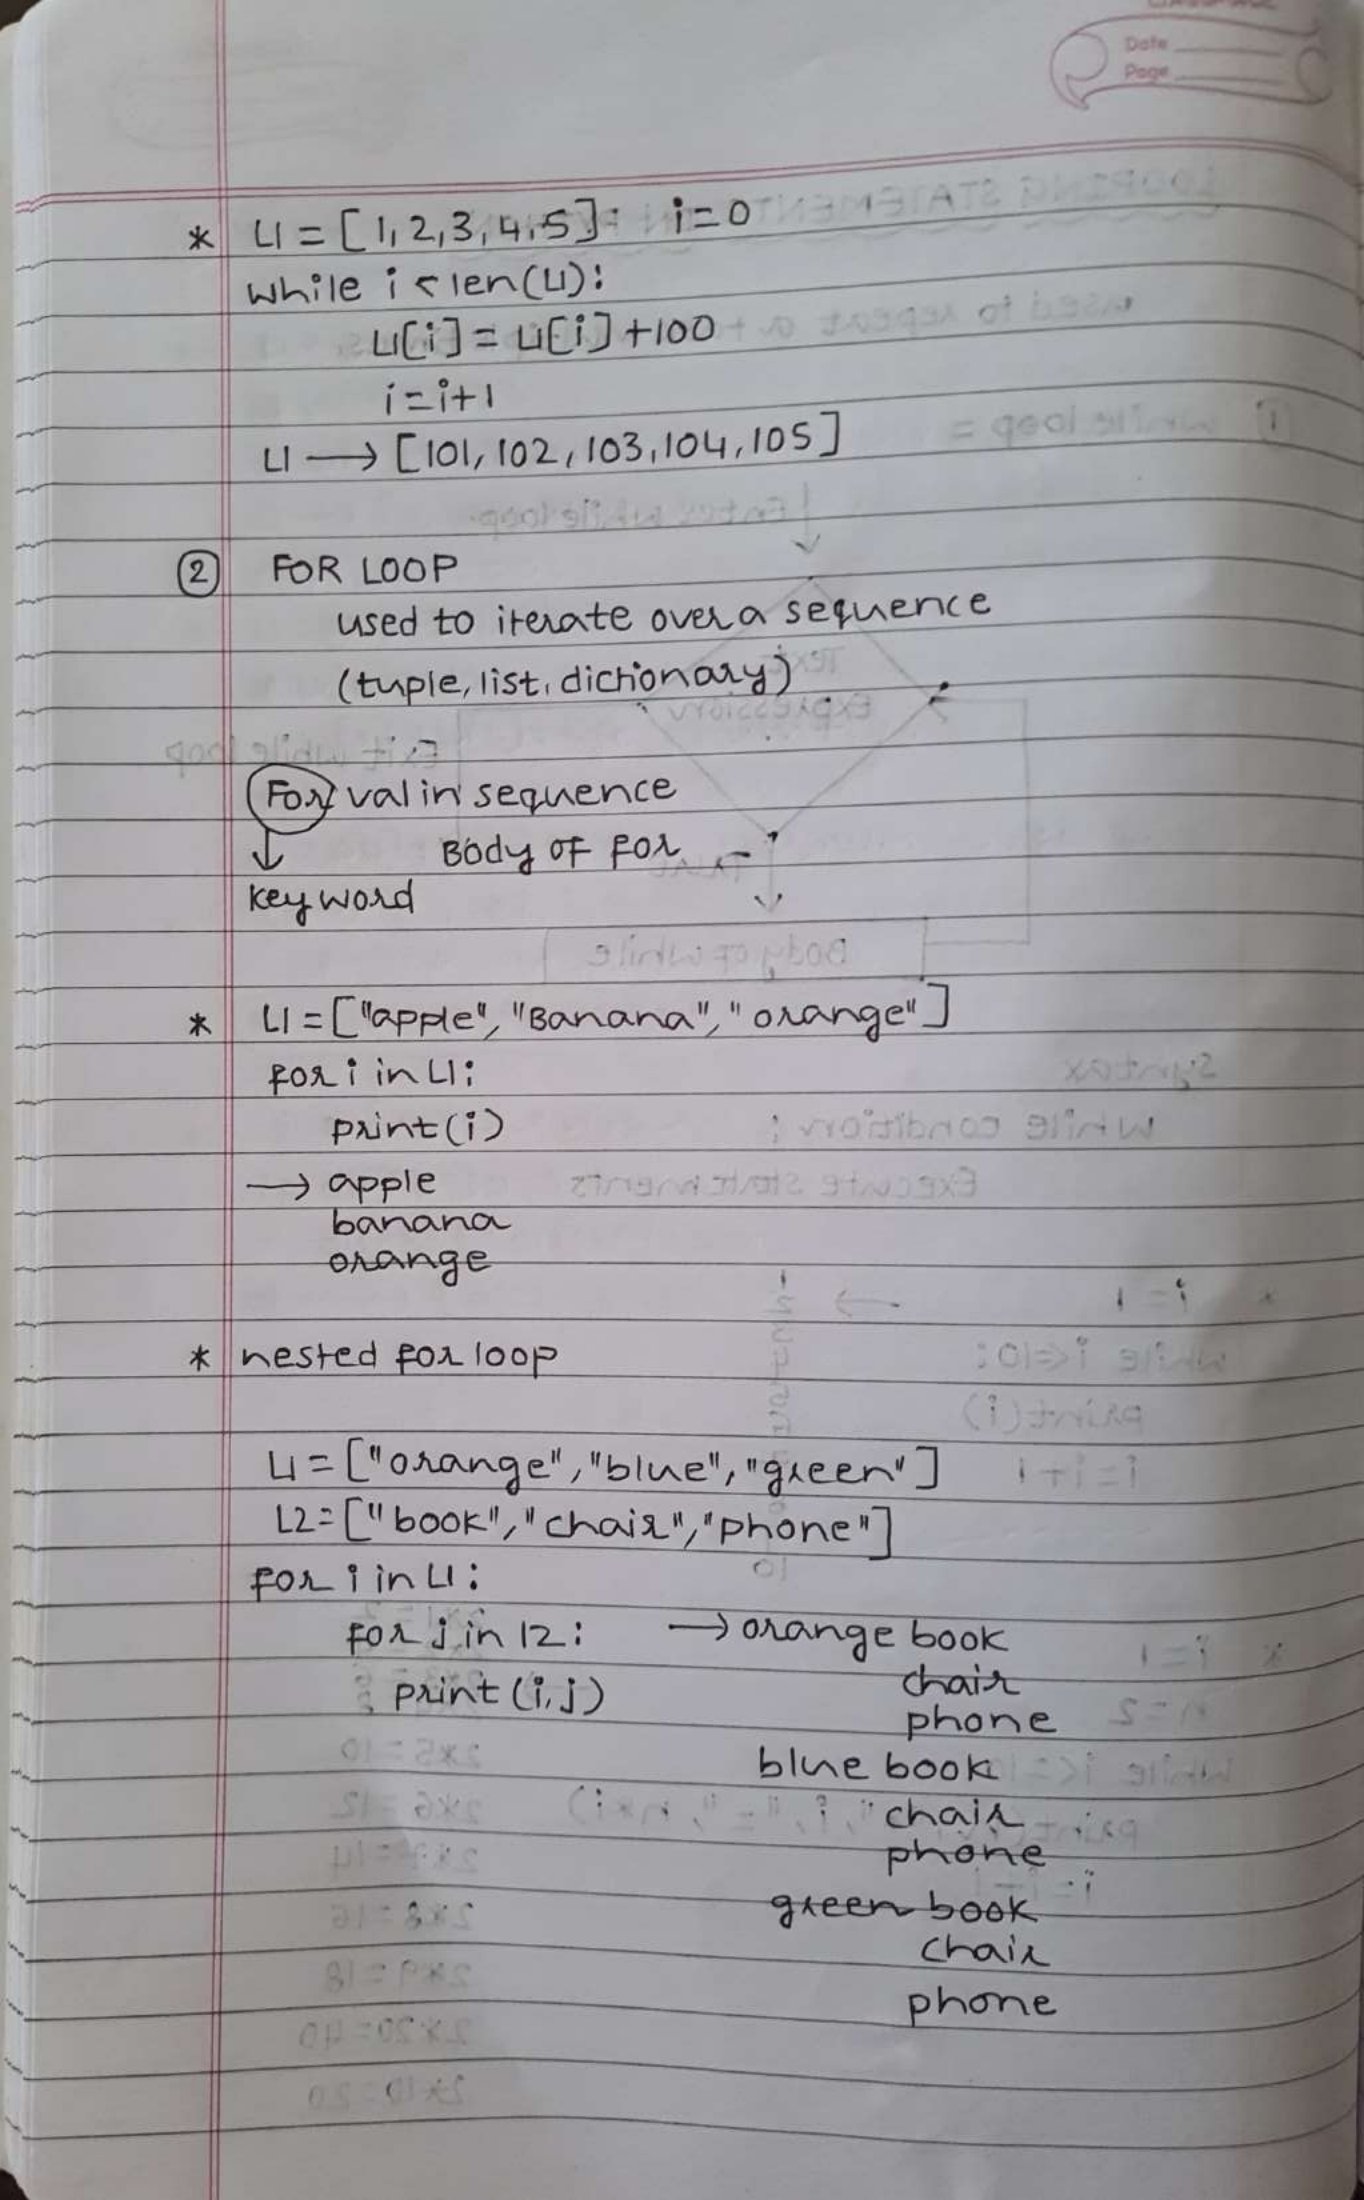 Date
Page
* L1 = [1,2,3,4,5]: i=0
while i < len(L1):
L1[i] = L1[i]+100
i=i+1
L1 → [101, 102, 103, 104, 105]
② FOR LOOP
used to iterate over a sequence
(tuple, list, dictionary)
For val in sequence
↓ Body of for -
keyword
* L1 = ["apple", "Banana", "orange"]
for i in L1:
print(i)
→ apple
banana
orange
* nested for loop
L1 = ["orange", "blue", "green"]
L2= ["book", "chair", "phone"]
for i in L1:
for j in l2: → orange book
chair
print (i,j)
phone
blue book
chair
phone
green book
chair
phone